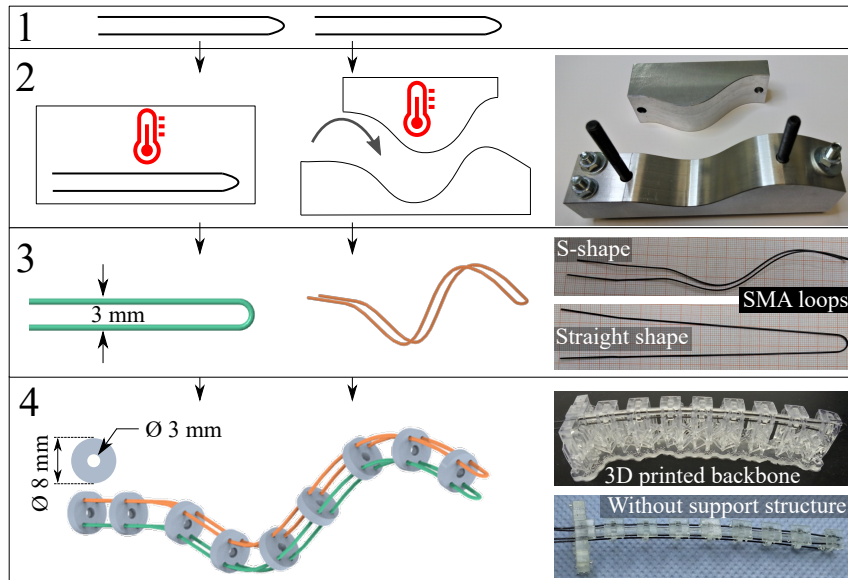 1
2
3
3 mm
S-shape
SMA loops
Straight shape
4
Ø 3 mm
Ø 8 mm
3D printed backbone
Without support structure